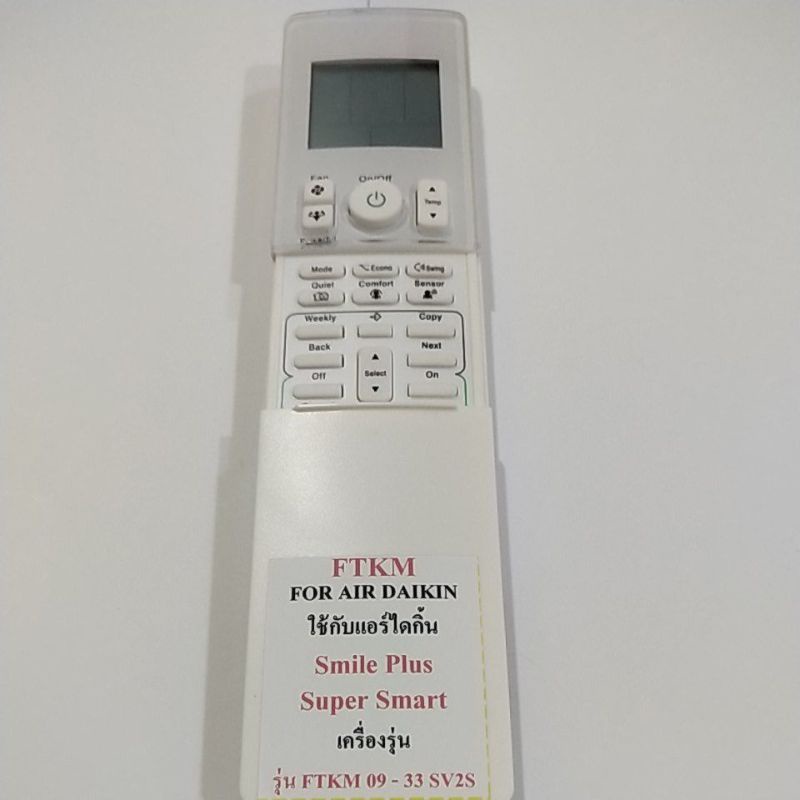 Fan On/Off
Temp
Powerful
Mode Econo Swing
Quiet Comfort Sensor
Weekly Copy
Back Next
Select
Off On
FTKM
FOR AIR DAIKIN
ใช้กับแอร์ไดกิ้น
Smile Plus
Super Smart
เครื่องรุ่น
รุ่น FTKM 09 - 33 SV2S